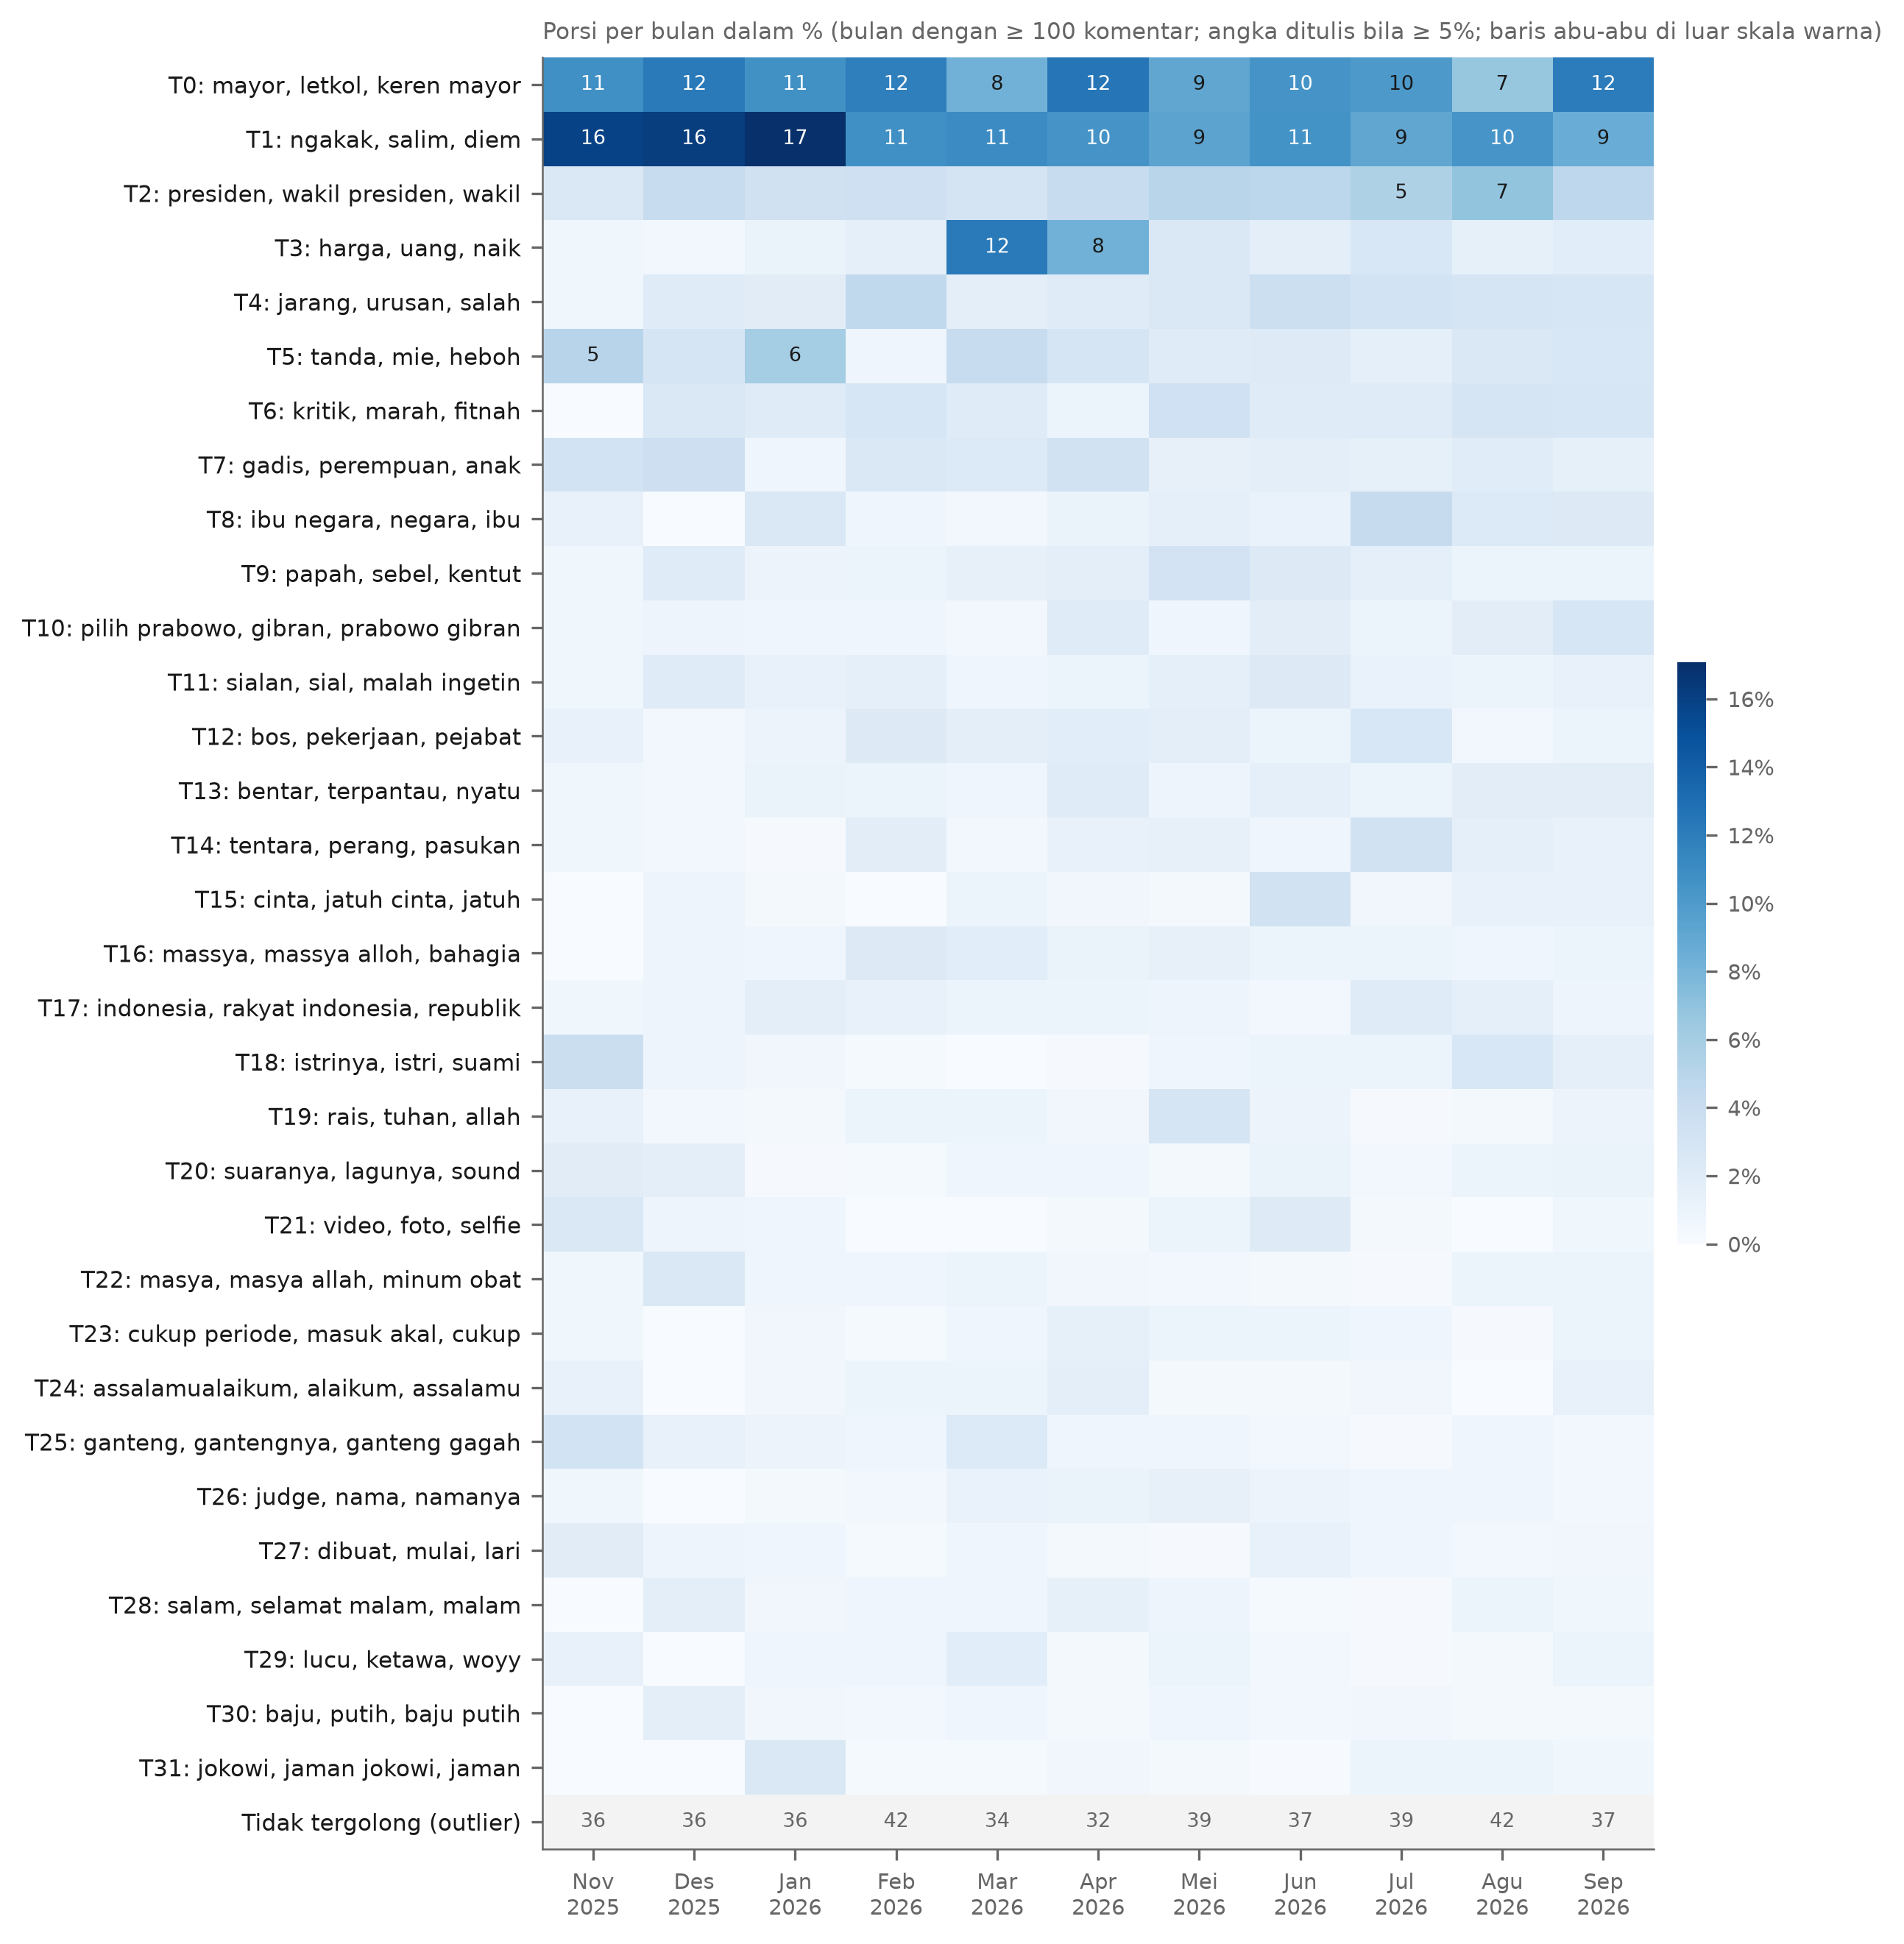 Porsi per bulan dalam % (bulan dengan ≥ 100 komentar; angka ditulis bila ≥ 5%; baris abu-abu di luar skala warna)
T0: mayor, letkol, keren mayor 11 12 11 12 8 12 9 10 10 7 12
T1: ngakak, salim, diem 16 16 17 11 11 10 9 11 9 10 9
T2: presiden, wakil presiden, wakil 5 7
T3: harga, uang, naik 12 8
T4: jarang, urusan, salah
T5: tanda, mie, heboh 5 6
T6: kritik, marah, fitnah
T7: gadis, perempuan, anak
T8: ibu negara, negara, ibu
T9: papah, sebel, kentut
T10: pilih prabowo, gibran, prabowo gibran
T11: sialan, sial, malah ingetin
T12: bos, pekerjaan, pejabat
T13: bentar, terpantau, nyatu
T14: tentara, perang, pasukan
T15: cinta, jatuh cinta, jatuh
T16: massya, massya alloh, bahagia
T17: indonesia, rakyat indonesia, republik
T18: istrinya, istri, suami
T19: rais, tuhan, allah
T20: suaranya, lagunya, sound
T21: video, foto, selfie
T22: masya, masya allah, minum obat
T23: cukup periode, masuk akal, cukup
T24: assalamualaikum, alaikum, assalamu
T25: ganteng, gantengnya, ganteng gagah
T26: judge, nama, namanya
T27: dibuat, mulai, lari
T28: salam, selamat malam, malam
T29: lucu, ketawa, woyy
T30: baju, putih, baju putih
T31: jokowi, jaman jokowi, jaman
Tidak tergolong (outlier) 36 36 36 42 34 32 39 37 39 42 37
Nov Des Jan Feb Mar Apr Mei Jun Jul Agu Sep
2025 2025 2026 2026 2026 2026 2026 2026 2026 2026 2026
16%
14%
12%
10%
8%
6%
4%
2%
0%